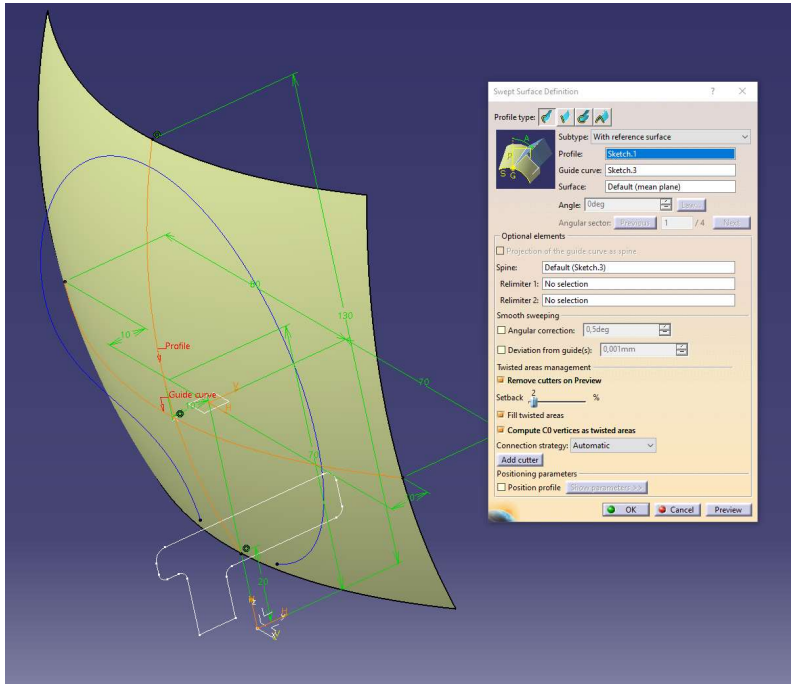 Swept Surface Definition
?
Profile type:
Subtype: With reference surface
Profile: Sketch.1
Guide curve: Sketch.3
Surface: Default (mean plane)
Angle: 0deg
Law...
Angular sector: Previous 1 / 4 Next
Optional elements
Projection of the guide curve as spine
Spine: Default (Sketch.3)
Relimiter 1: No selection
Relimiter 2: No selection
Smooth sweeping
Angular correction: 0,5deg
Deviation from guide(s): 0,001mm
Twisted areas management
Remove cutters on Preview
Setback 2 %
Fill twisted areas
Compute C0 vertices as twisted areas
Connection strategy: Automatic
Add cutter
Positioning parameters
Position profile Show parameters >>
OK Cancel Preview
130
10
Profile
70
Guide curve
70
20